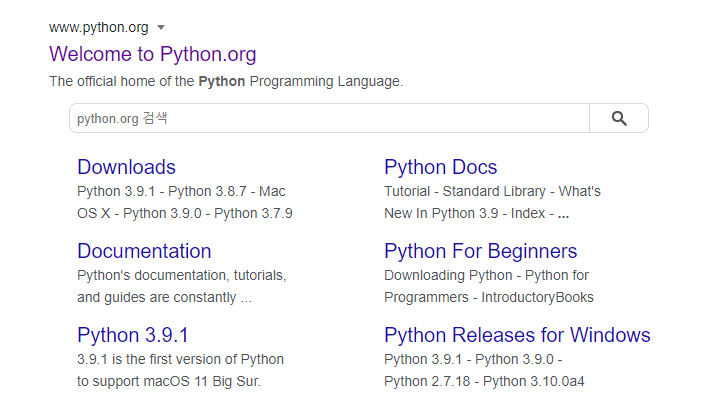 www.python.org
Welcome to Python.org
The official home of the Python Programming Language.
python.org 검색
Downloads
Python 3.9.1 - Python 3.8.7 - Mac
OS X - Python 3.9.0 - Python 3.7.9
Python Docs
Tutorial - Standard Library - What's
New In Python 3.9 - Index - ...
Documentation
Python's documentation, tutorials,
and guides are constantly ...
Python For Beginners
Downloading Python - Python for
Programmers - IntroductoryBooks
Python 3.9.1
3.9.1 is the first version of Python
to support macOS 11 Big Sur.
Python Releases for Windows
Python 3.9.1 - Python 3.9.0 -
Python 2.7.18 - Python 3.10.0a4